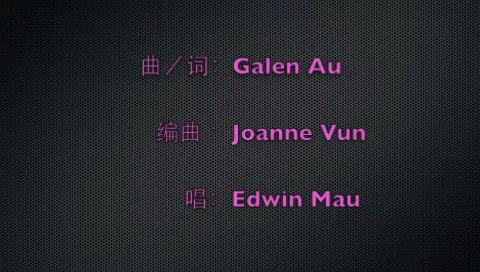 曲／词： Galen Au
编曲： Joanne Vun
唱： Edwin Mau